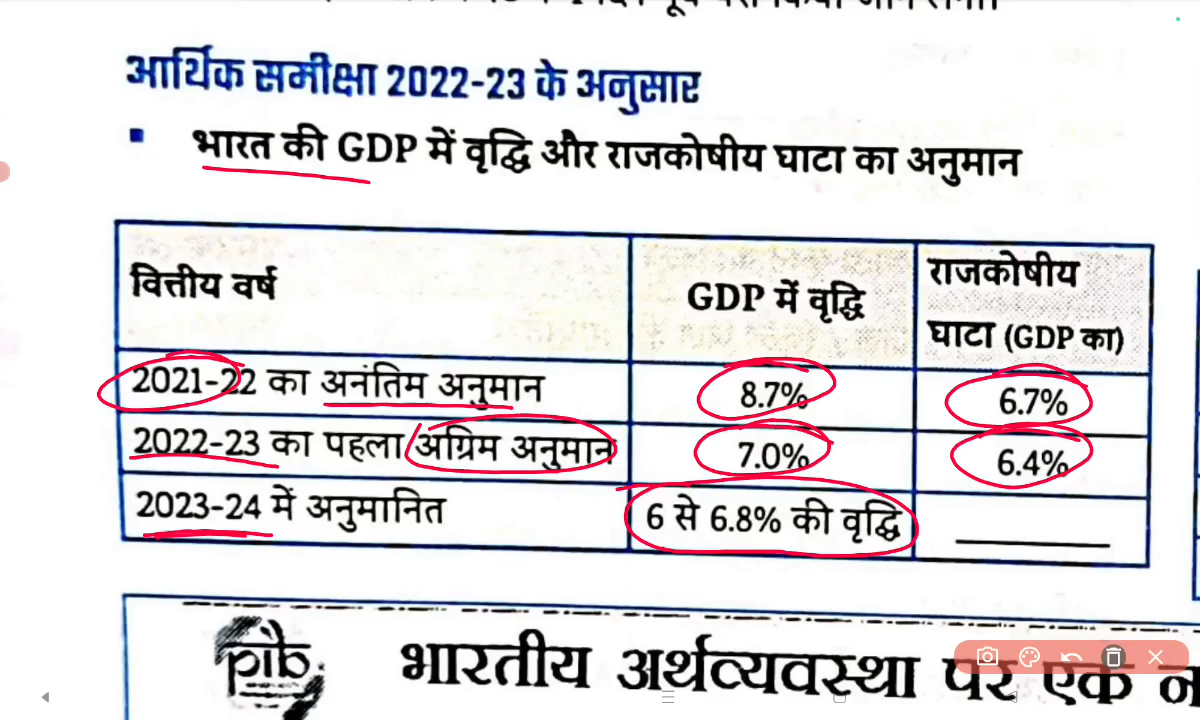 आर्थिक समीक्षा 2022-23 के अनुसार
▪ भारत की GDP में वृद्धि और राजकोषीय घाटा का अनुमान
वित्तीय वर्ष GDP में वृद्धि राजकोषीय घाटा (GDP का)
2021-22 का अनंतिम अनुमान 8.7% 6.7%
2022-23 का पहला अग्रिम अनुमान 7.0% 6.4%
2023-24 में अनुमानित 6 से 6.8% की वृद्धि
pib
भारतीय अर्थव्यवस्था पर एक